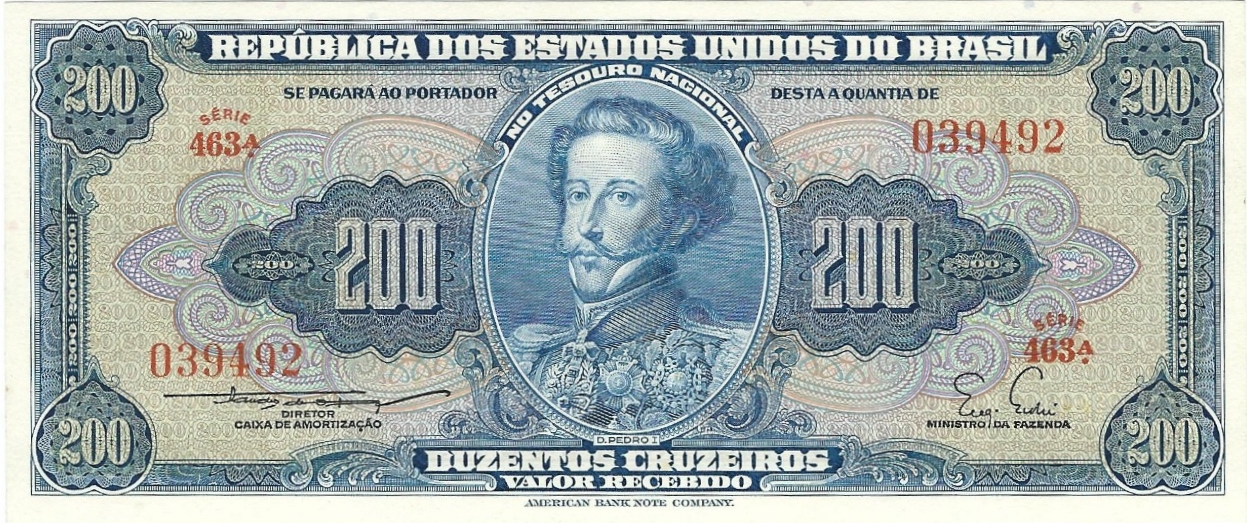 REPÚBLICA DOS ESTADOS UNIDOS DO BRASIL
200
200
NO TESOURO NACIONAL
SE PAGARÁ AO PORTADOR
DESTA A QUANTIA DE
SÉRIE
463A
039492
200
200
200
200
SÉRIE
463A
039492
DIRETOR
CAIXA DE AMORTIZAÇÃO
MINISTRO DA FAZENDA
D. PEDRO I
200
200
DUZENTOS CRUZEIROS
VALOR RECEBIDO
AMERICAN BANK NOTE COMPANY.